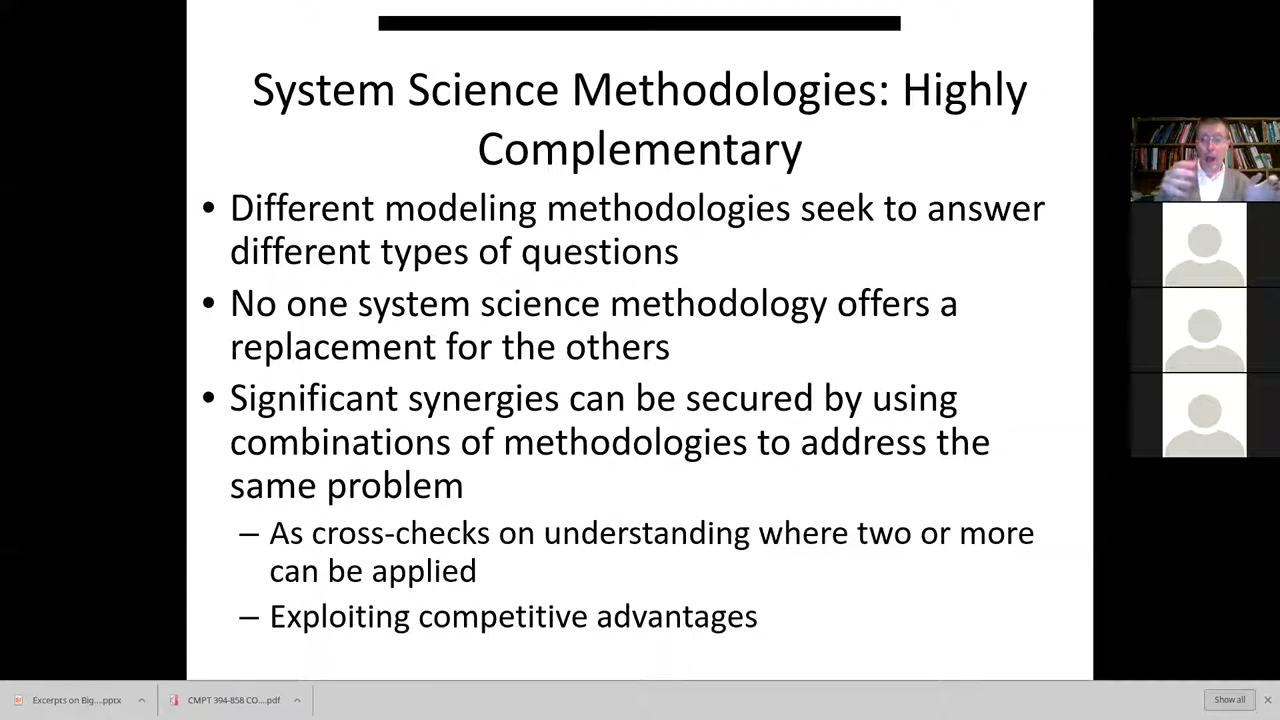 System Science Methodologies: Highly
Complementary
• Different modeling methodologies seek to answer
different types of questions
• No one system science methodology offers a
replacement for the others
• Significant synergies can be secured by using
combinations of methodologies to address the
same problem
– As cross-checks on understanding where two or more
can be applied
– Exploiting competitive advantages
Excerpts on Big....pptx
CMPT 394-858 CO....pdf
Show all